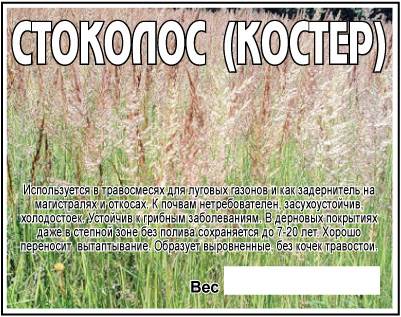 СТОКОЛОС (КОСТЕР)
Используется в травосмесях для луговых газонов и как задернитель на
магистралях и откосах. К почвам нетребователен, засухоустойчив,
холодостоек. Устойчив к грибным заболеваниям. В дерновых покрытиях
даже в степной зоне без полива сохраняется до 7-20 лет. Хорошо
переносит вытаптывание. Образует выровненные, без кочек травостои.
Вес